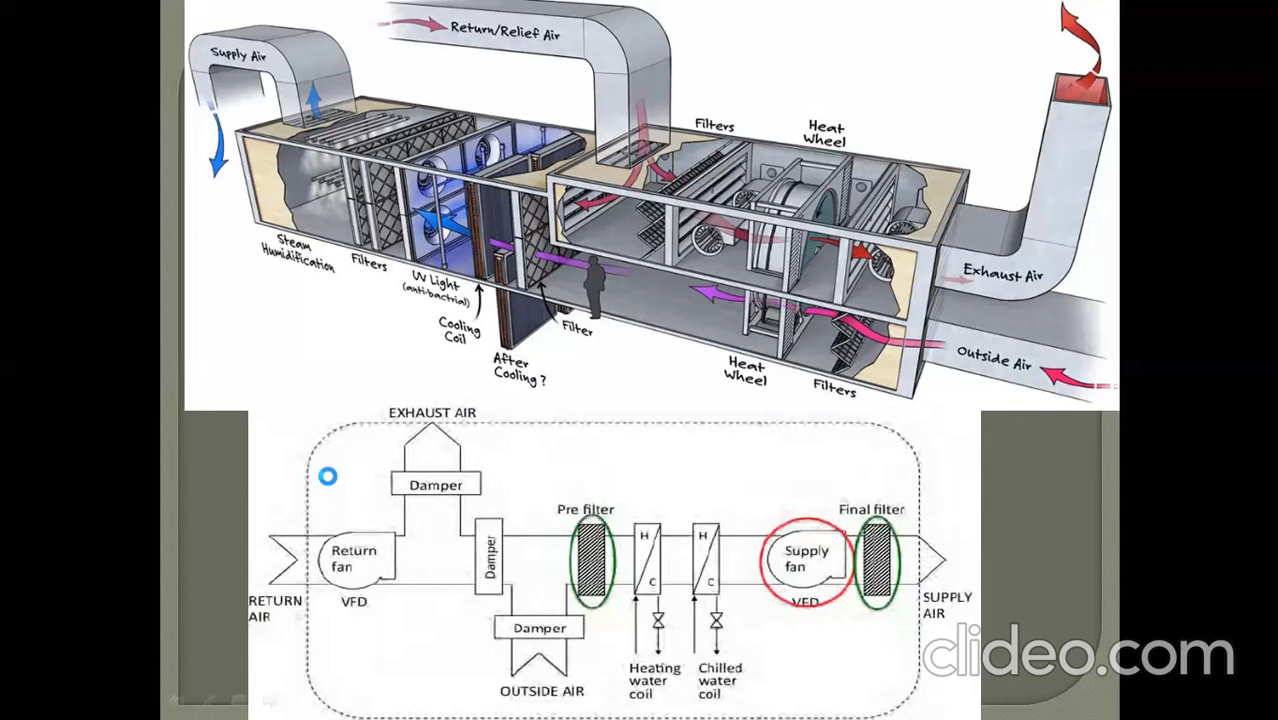 Return/Relief Air
Supply Air
Filters
Heat
Wheel
Steam
Humidification
Filters
UV Light
(anti-bactrial)
Cooling
Coil
After
Cooling?
Filter
Exhaust Air
Outside Air
Heat
Wheel
Filters
EXHAUST AIR
Damper
Pre filter
Final filter
Return
fan
Damper
H
C
H
C
Supply
fan
RETURN
AIR
VFD
VFD
SUPPLY
AIR
Damper
OUTSIDE AIR
Heating
water
coil
Chilled
water
coil
clideo.com